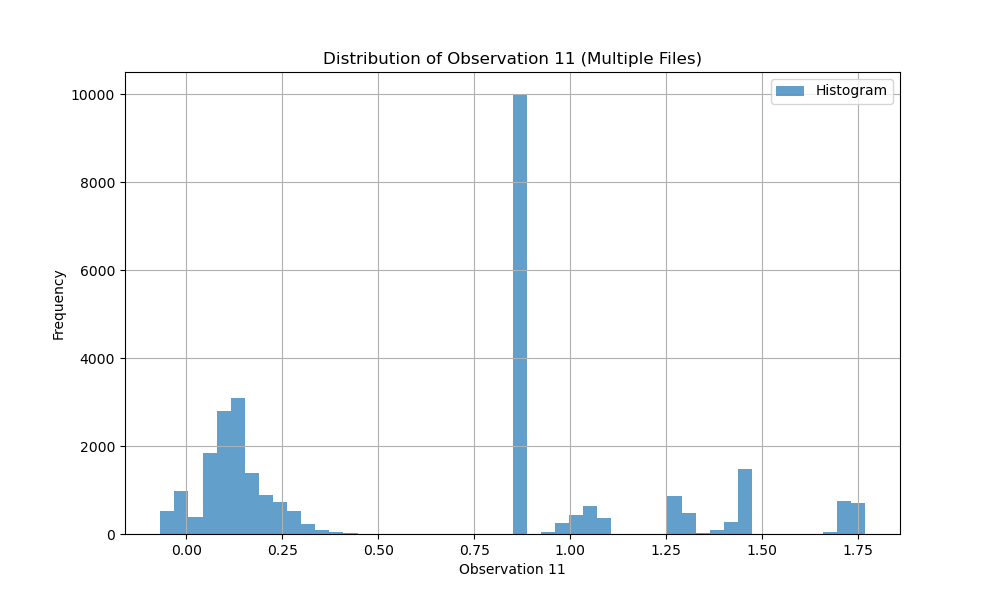 Distribution of Observation 11 (Multiple Files)
Histogram
10000
8000
6000
4000
2000
0
Frequency
0.00 0.25 0.50 0.75 1.00 1.25 1.50 1.75
Observation 11